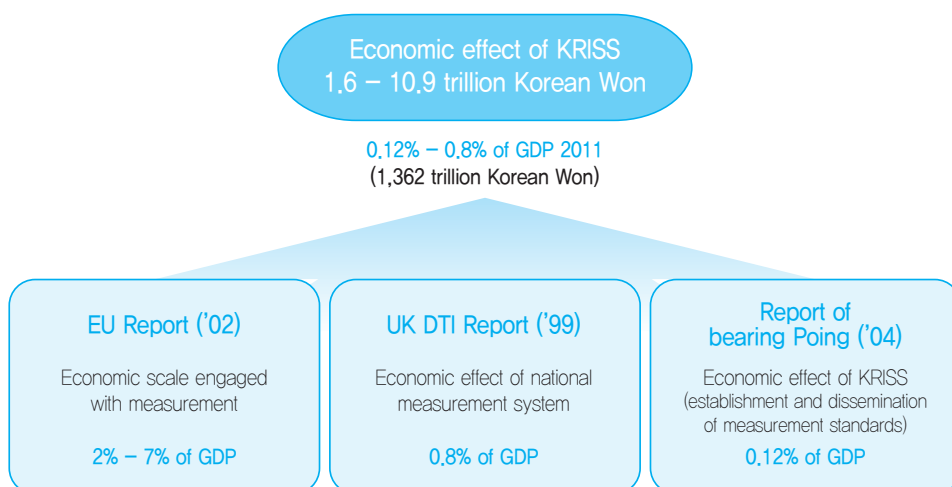 Economic effect of KRISS
1.6 – 10.9 trillion Korean Won
0.12% – 0.8% of GDP 2011
(1,362 trillion Korean Won)
EU Report (’02)
Economic scale engaged
with measurement
2% – 7% of GDP
UK DTI Report (’99)
Economic effect of national
measurement system
0.8% of GDP
Report of
bearing Poing (’04)
Economic effect of KRISS
(establishment and dissemination
of measurement standards)
0.12% of GDP